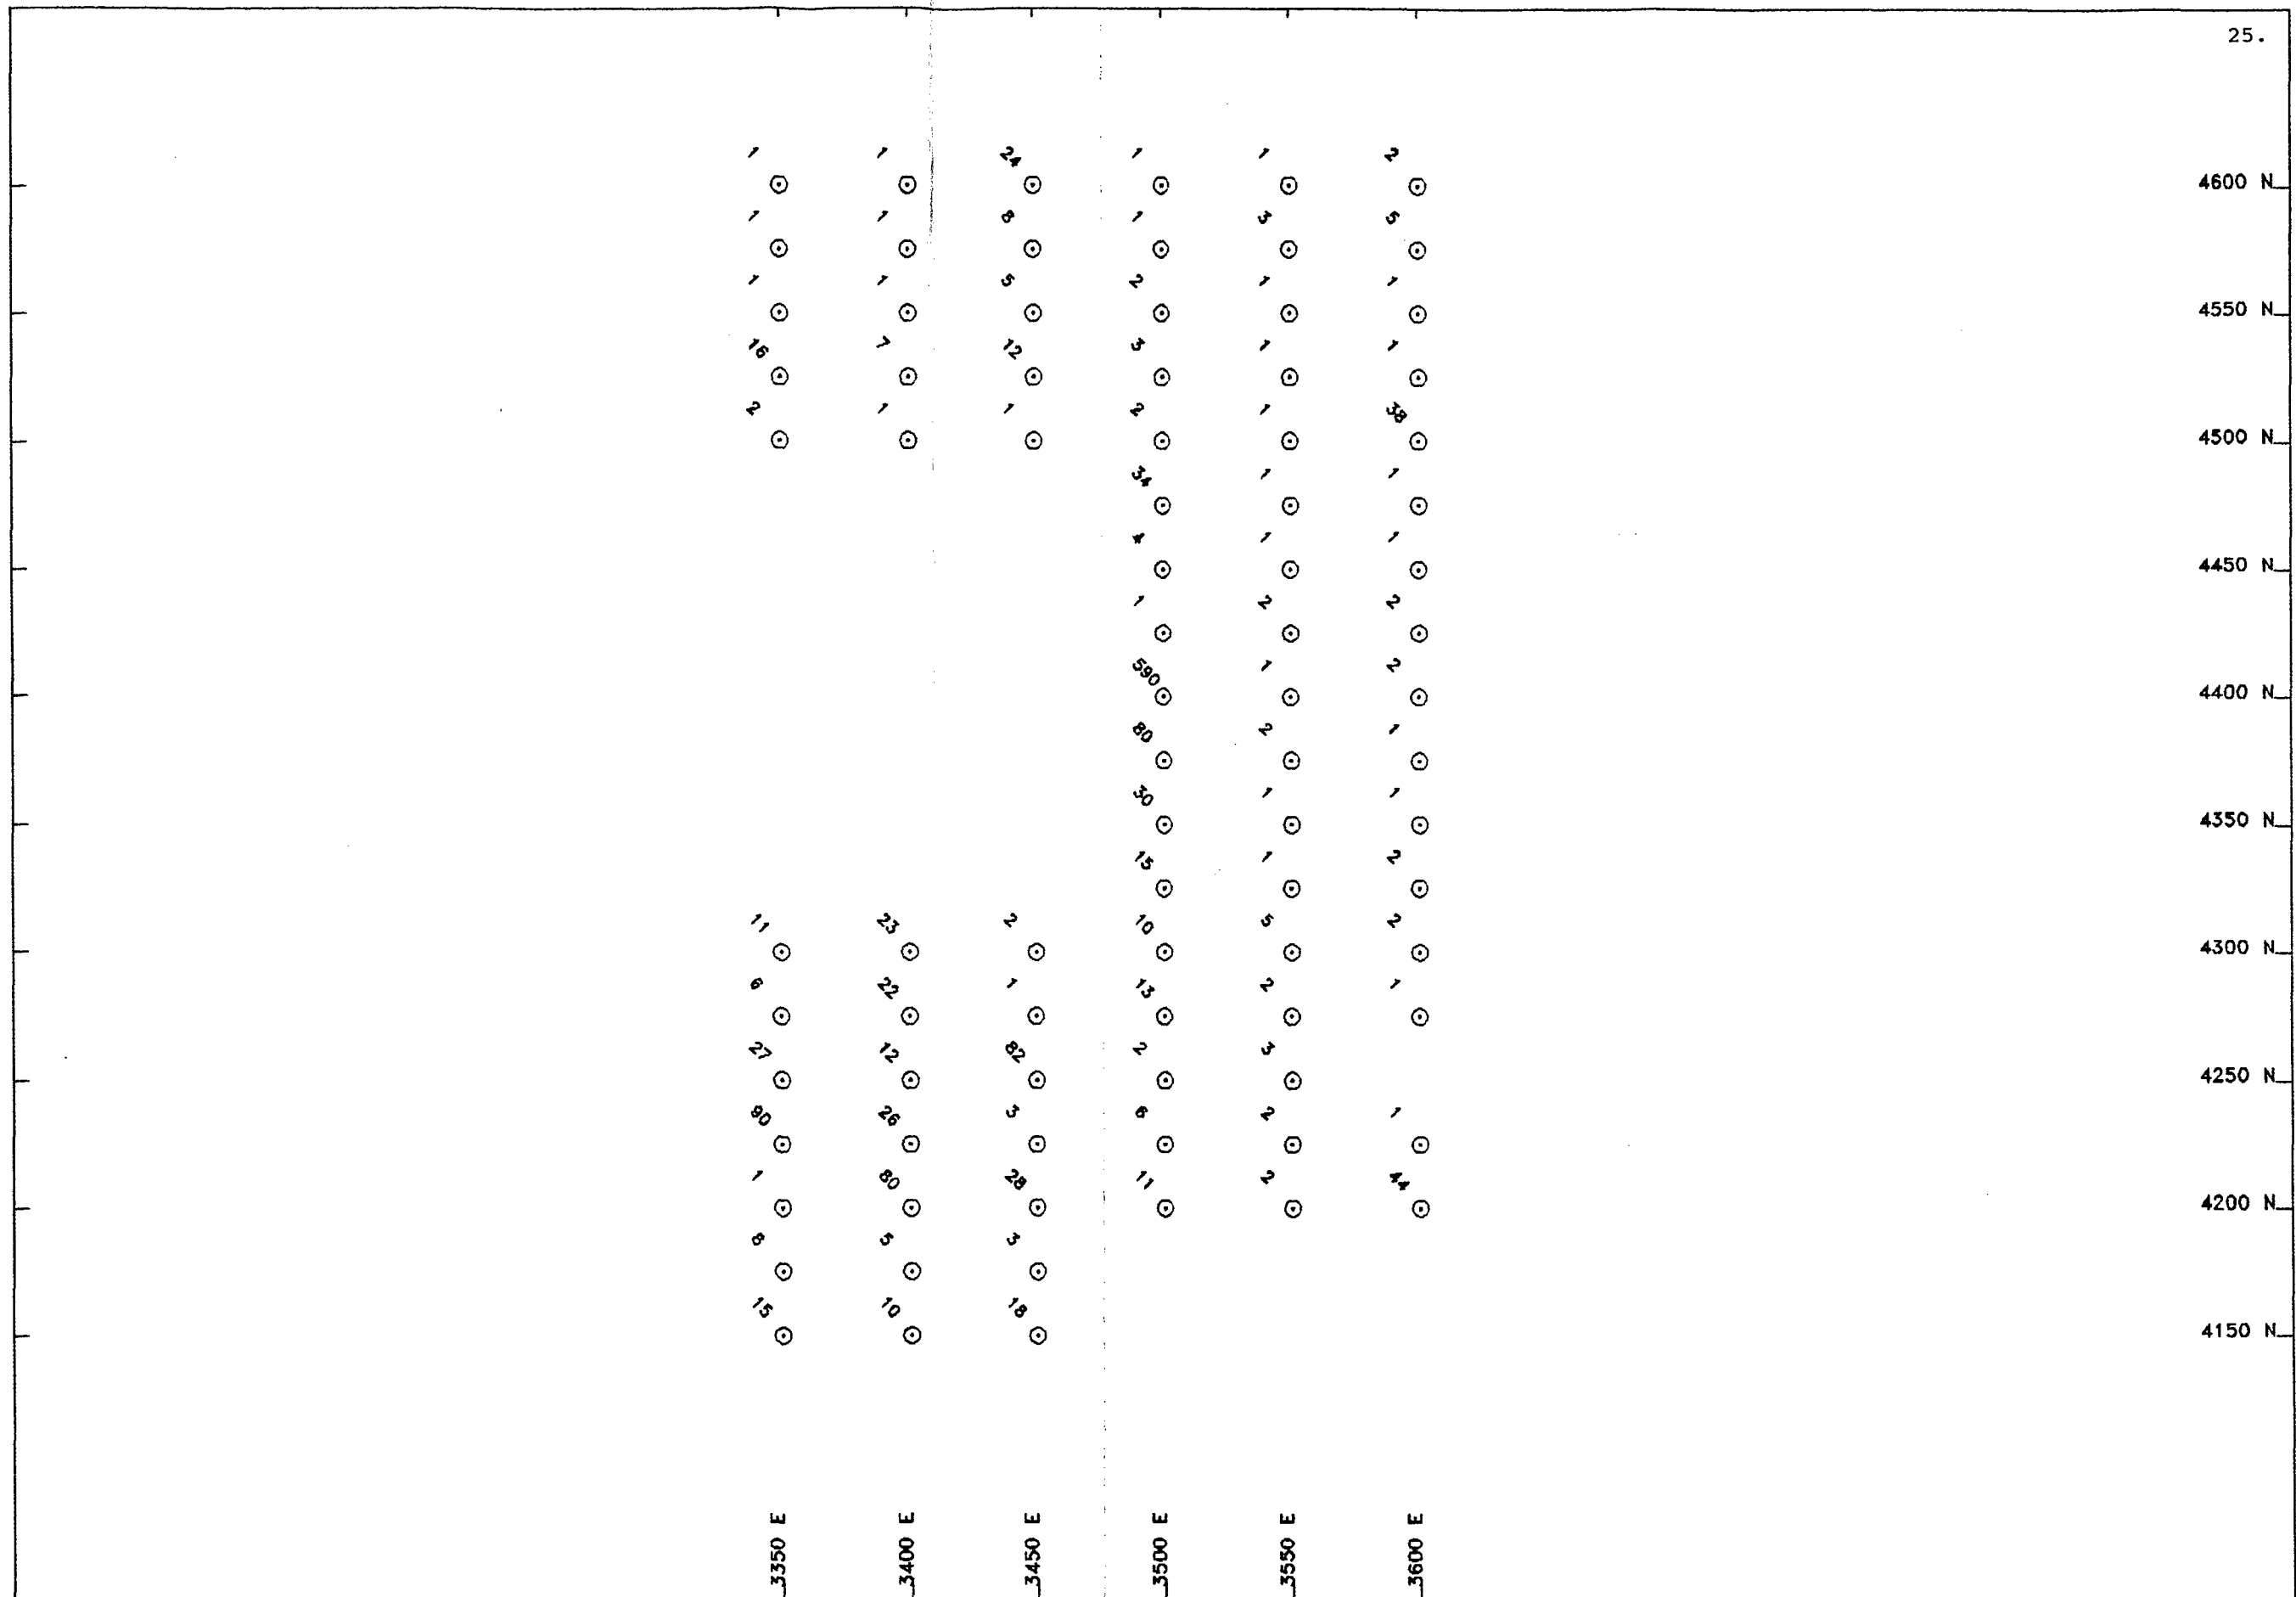 25.
1 1 24 1 1 2
4600 N
1 1 8 1 3 5
1 1 5 2 1 1
4550 N
16 7 12 3 1 1
2 1 1 2 1 38
4500 N
34 1 1
4 1 1
4450 N
1 2 2
590 1 2
4400 N
80 2 1
30 1 1
4350 N
15 1 2
11 23 2 10 5 2
4300 N
6 22 1 13 2 1
27 12 82 2 3
4250 N
90 26 3 6 2 1
1 80 28 11 2 44
4200 N
8 5 3
15 10 18
4150 N
3350 E
3400 E
3450 E
3500 E
3550 E
3600 E